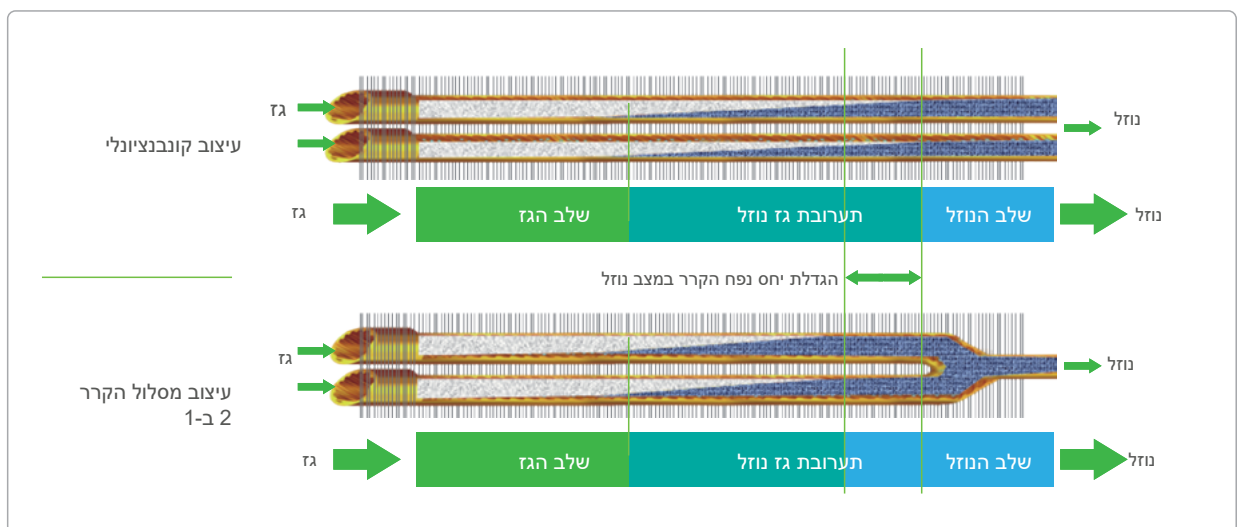 גז
נוזל
עיצוב קונבנציונלי
גז
שלב הגז
תערובת גז נוזל
שלב הנוזל
נוזל
הגדלת יחס נפח הקרר במצב נוזל
גז
נוזל
עיצוב מסלול הקרר
2 ב-1
גז
שלב הגז
תערובת גז נוזל
שלב הנוזל
נוזל